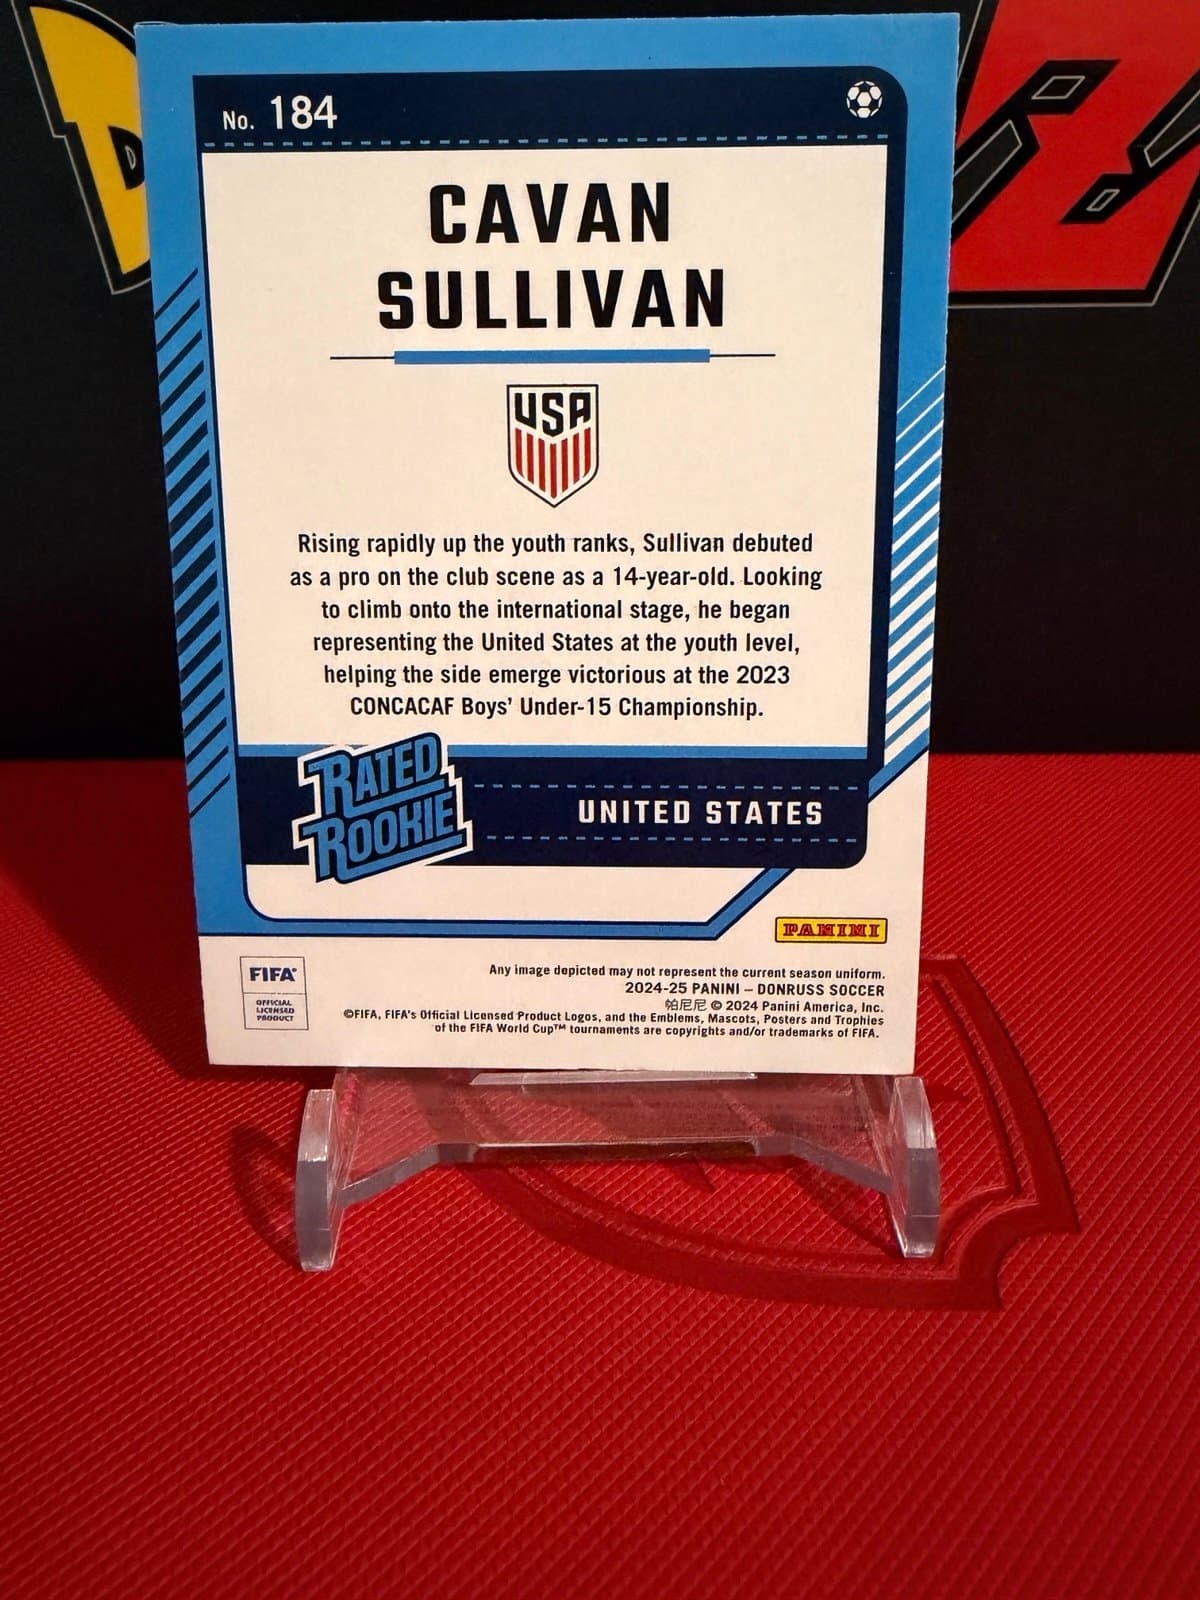 No. 184
CAVAN
SULLIVAN
USA
Rising rapidly up the youth ranks, Sullivan debuted
as a pro on the club scene as a 14-year-old. Looking
to climb onto the international stage, he began
representing the United States at the youth level,
helping the side emerge victorious at the 2023
CONCACAF Boys' Under-15 Championship.
RATED
ROOKIE
UNITED STATES
PANINI
FIFA®
OFFICIAL
LICENSED
PRODUCT
Any image depicted may not represent the current season uniform.
2024-25 PANINI – DONRUSS SOCCER
帕尼尼 © 2024 Panini America, Inc.
©FIFA, FIFA's Official Licensed Product Logos, and the Emblems, Mascots, Posters and Trophies
of the FIFA World Cup™ tournaments are copyrights and/or trademarks of FIFA.